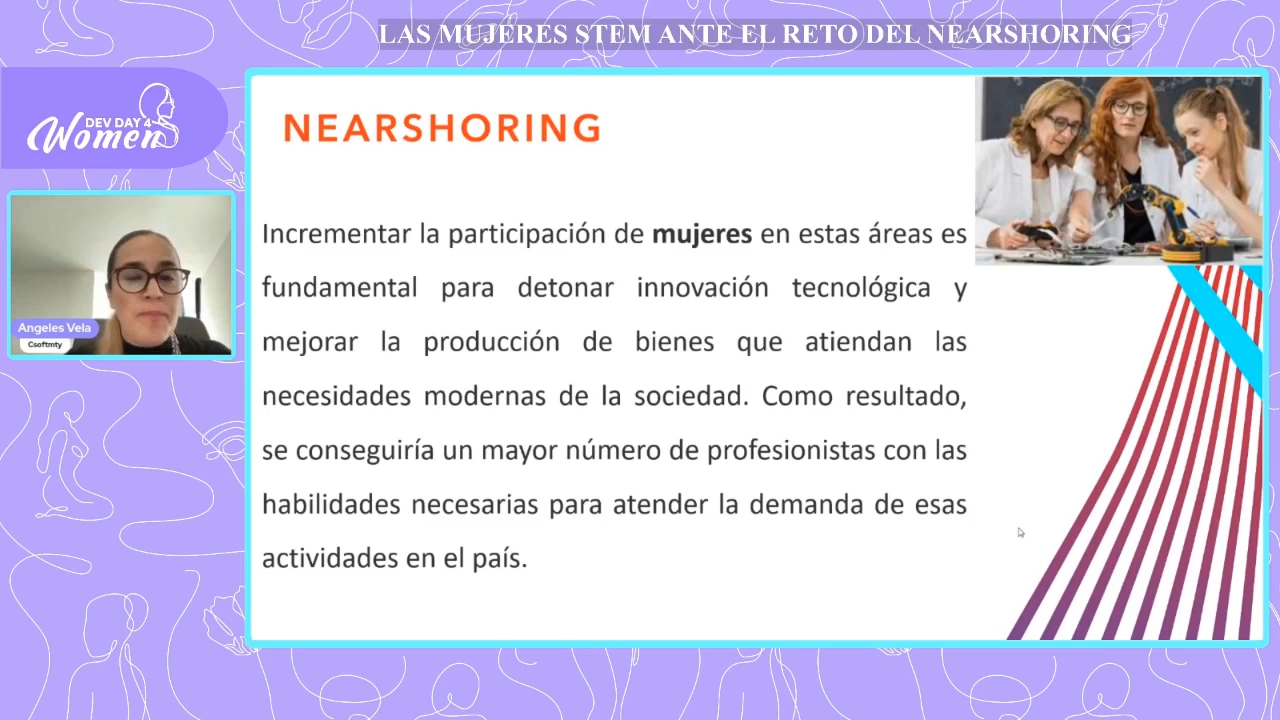 LAS MUJERES STEM ANTE EL RETO DEL NEARSHORING
DEV DAY 4
Women
Angeles Vela
Csoftmty
NEARSHORING
Incrementar la participación de mujeres en estas áreas es
fundamental para detonar innovación tecnológica y
mejorar la producción de bienes que atiendan las
necesidades modernas de la sociedad. Como resultado,
se conseguiría un mayor número de profesionistas con las
habilidades necesarias para atender la demanda de esas
actividades en el país.